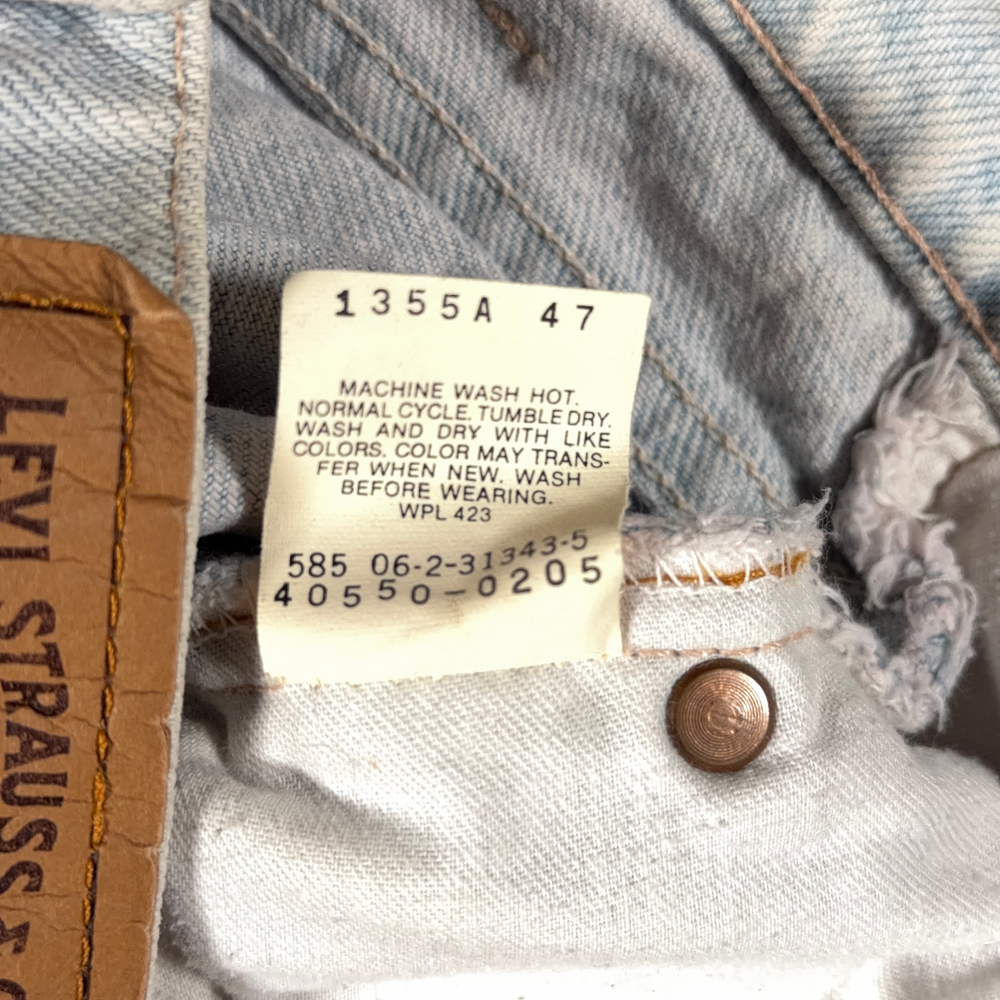 1355A 47
MACHINE WASH HOT.
NORMAL CYCLE. TUMBLE DRY.
WASH AND DRY WITH LIKE
COLORS. COLOR MAY TRANS-
FER WHEN NEW. WASH
BEFORE WEARING.
WPL 423
585 06-2-31343-5
40550-0205
LEVI STRAUSS & C